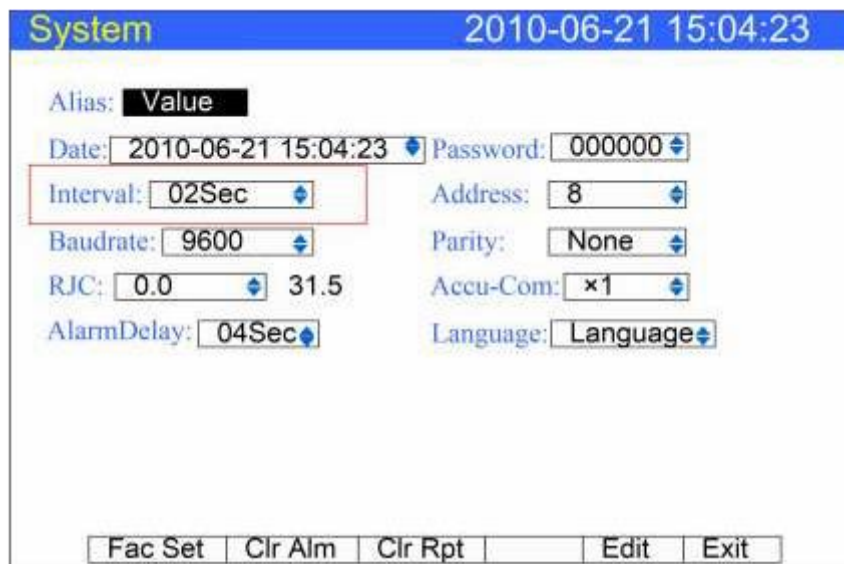 System 2010-06-21 15:04:23
Alias: Value
Date: 2010-06-21 15:04:23 Password: 000000
Interval: 02Sec Address: 8
Baudrate: 9600 Parity: None
RJC: 0.0 31.5 Accu-Com: ×1
AlarmDelay: 04Sec Language: Language
Fac Set Clr Alm Clr Rpt Edit Exit